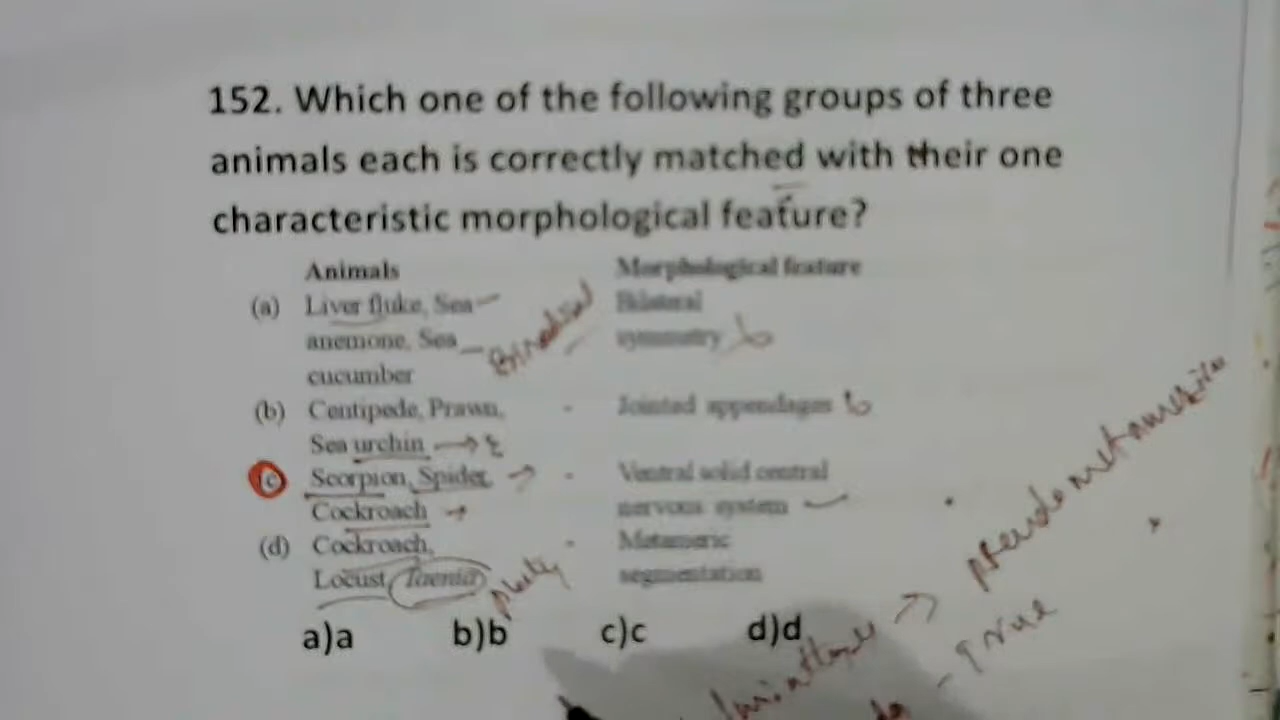 152. Which one of the following groups of three
animals each is correctly matched with their one
characteristic morphological feature?
Animals Morphological feature
(a) Liver fluke, Sea Bilateral
anemone, Sea symmetry
cucumber
(b) Centipede, Prawn, - Jointed appendages
Sea urchin
(c) Scorpion, Spider, - Ventral solid central
Cockroach nervous system
(d) Cockroach, - Metameric
Locust, Taenia segmentation
a)a b)b c)c d)d
pseudometamerism
- True